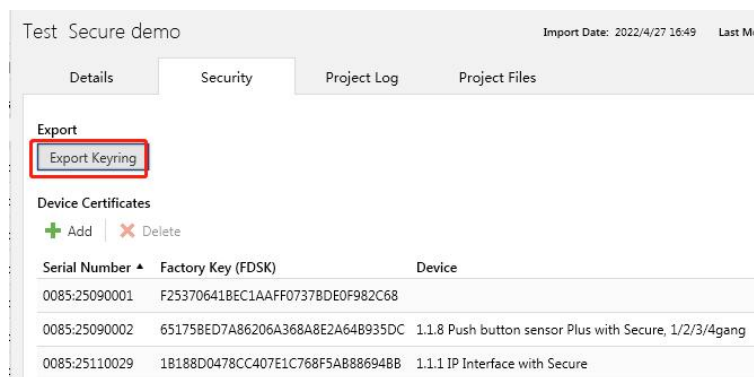 Test Secure demo Import Date: 2022/4/27 16:49 Last M
Details Security Project Log Project Files
Export
Export Keyring
Device Certificates
Add Delete
Serial Number Factory Key (FDSK) Device
0085:25090001 F25370641BEC1AAFF0737BDE0F982C68
0085:25090002 65175BED7A86206A368A8E2A64B935DC 1.1.8 Push button sensor Plus with Secure, 1/2/3/4gang
0085:25110029 1B188D0478CC407E1C768F5AB88694BB 1.1.1 IP Interface with Secure